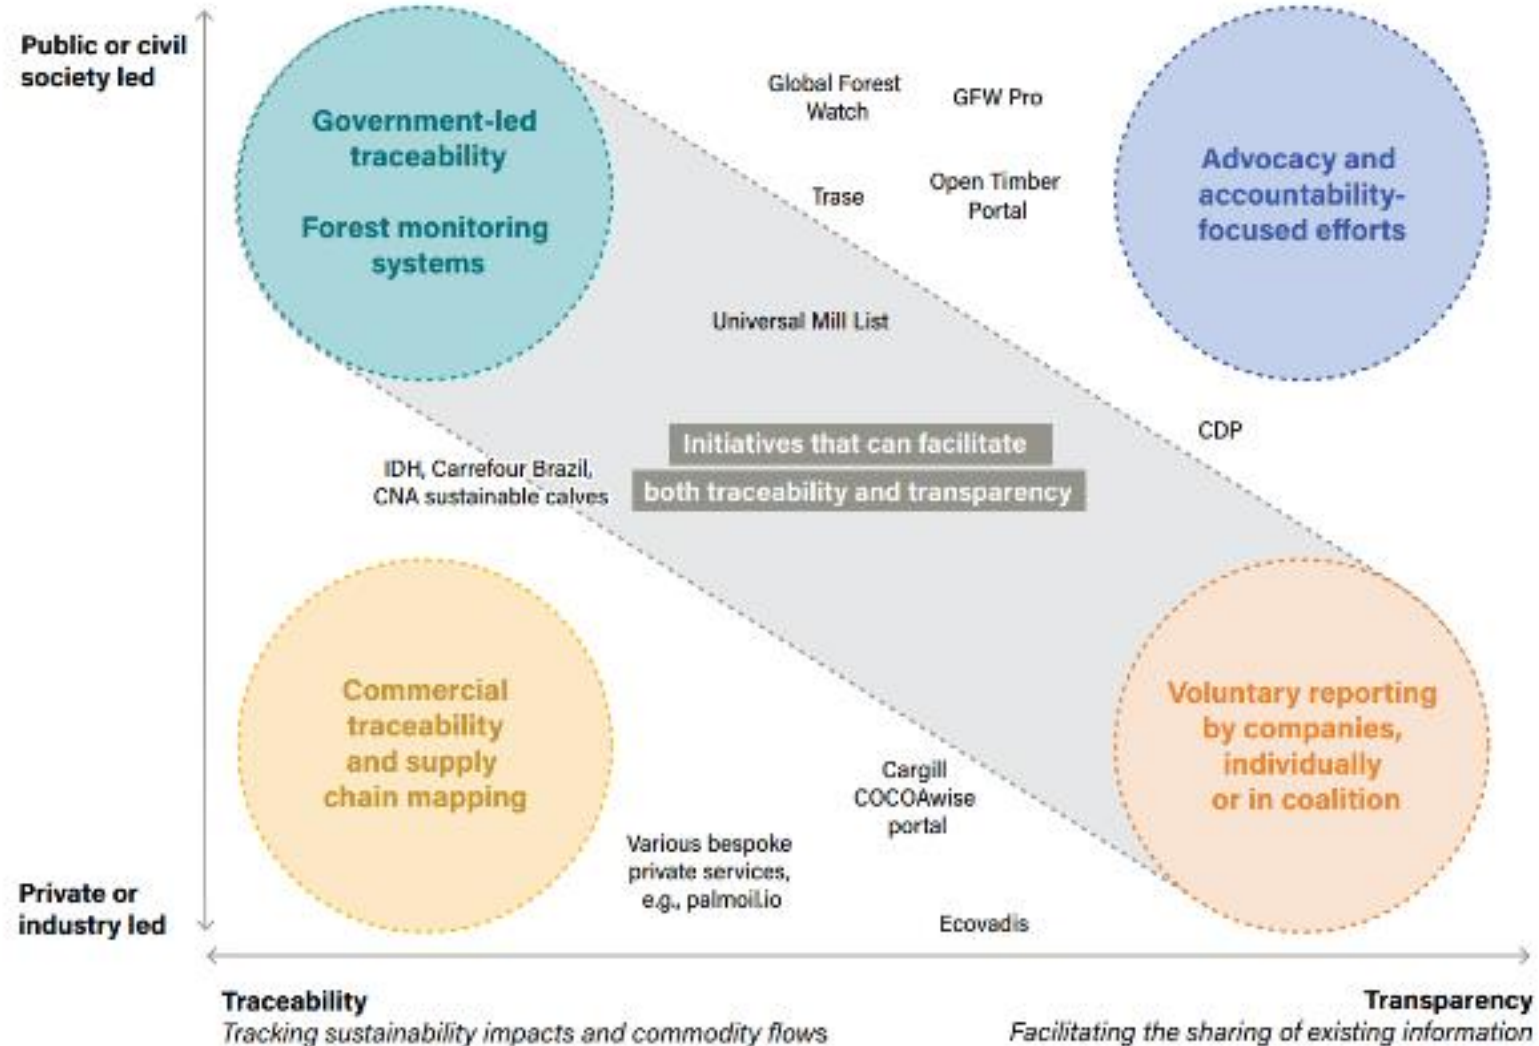 Public or civil
society led
Government-led
traceability
Forest monitoring
systems
Global Forest
Watch
GFW Pro
Trase
Open Timber
Portal
Advocacy and
accountability-
focused efforts
Universal Mill List
Initiatives that can facilitate
both traceability and transparency
CDP
IDH, Carrefour Brazil,
CNA sustainable calves
Commercial
traceability
and supply
chain mapping
Various bespoke
private services,
e.g., palmoil.io
Cargill
COCOAwise
portal
Ecovadis
Voluntary reporting
by companies,
individually
or in coalition
Private or
industry led
Traceability
Tracking sustainability impacts and commodity flows
Transparency
Facilitating the sharing of existing information